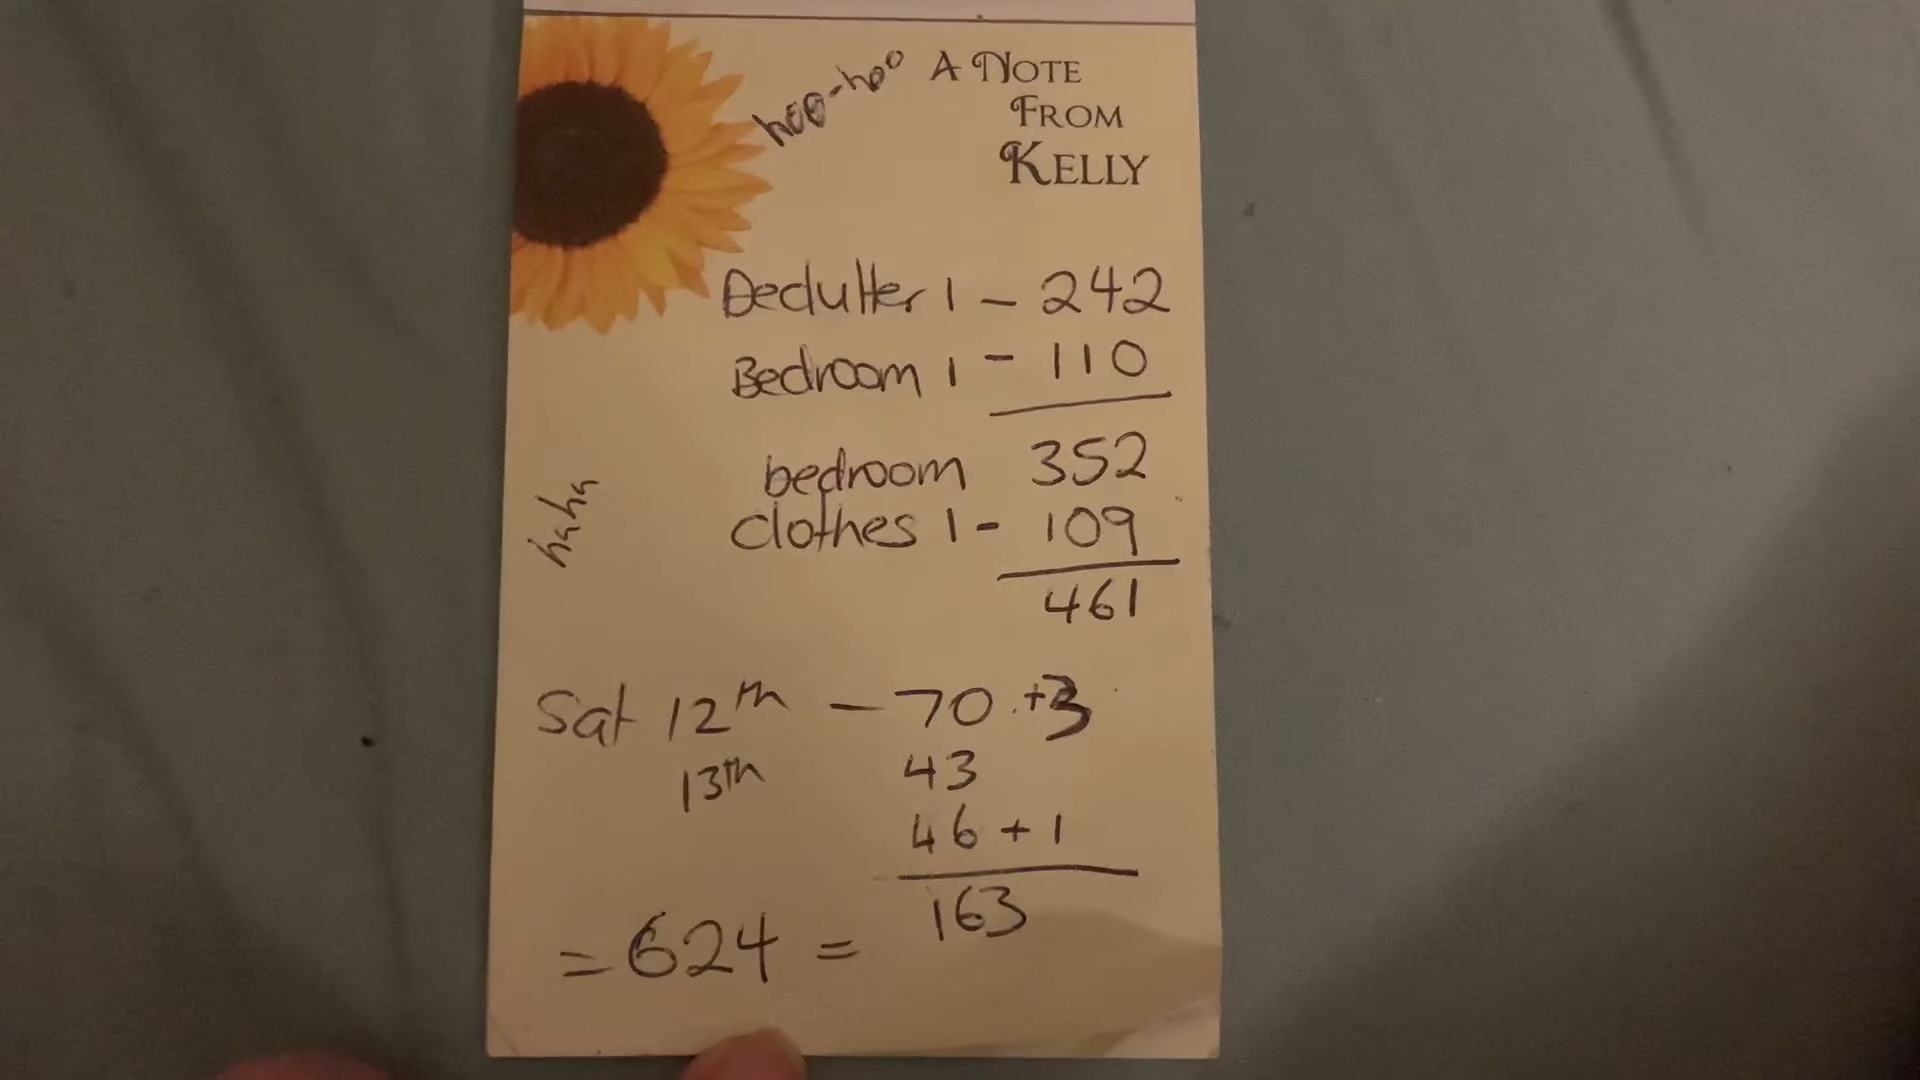 hoo-hoo
A NOTE
FROM
KELLY
Declutter 1 - 242
Bedroom 1 - 110
bedroom 352
clothes 1 - 109
461
haha
Sat 12th - 70 +3
13th 43
46 + 1
163
= 624 =